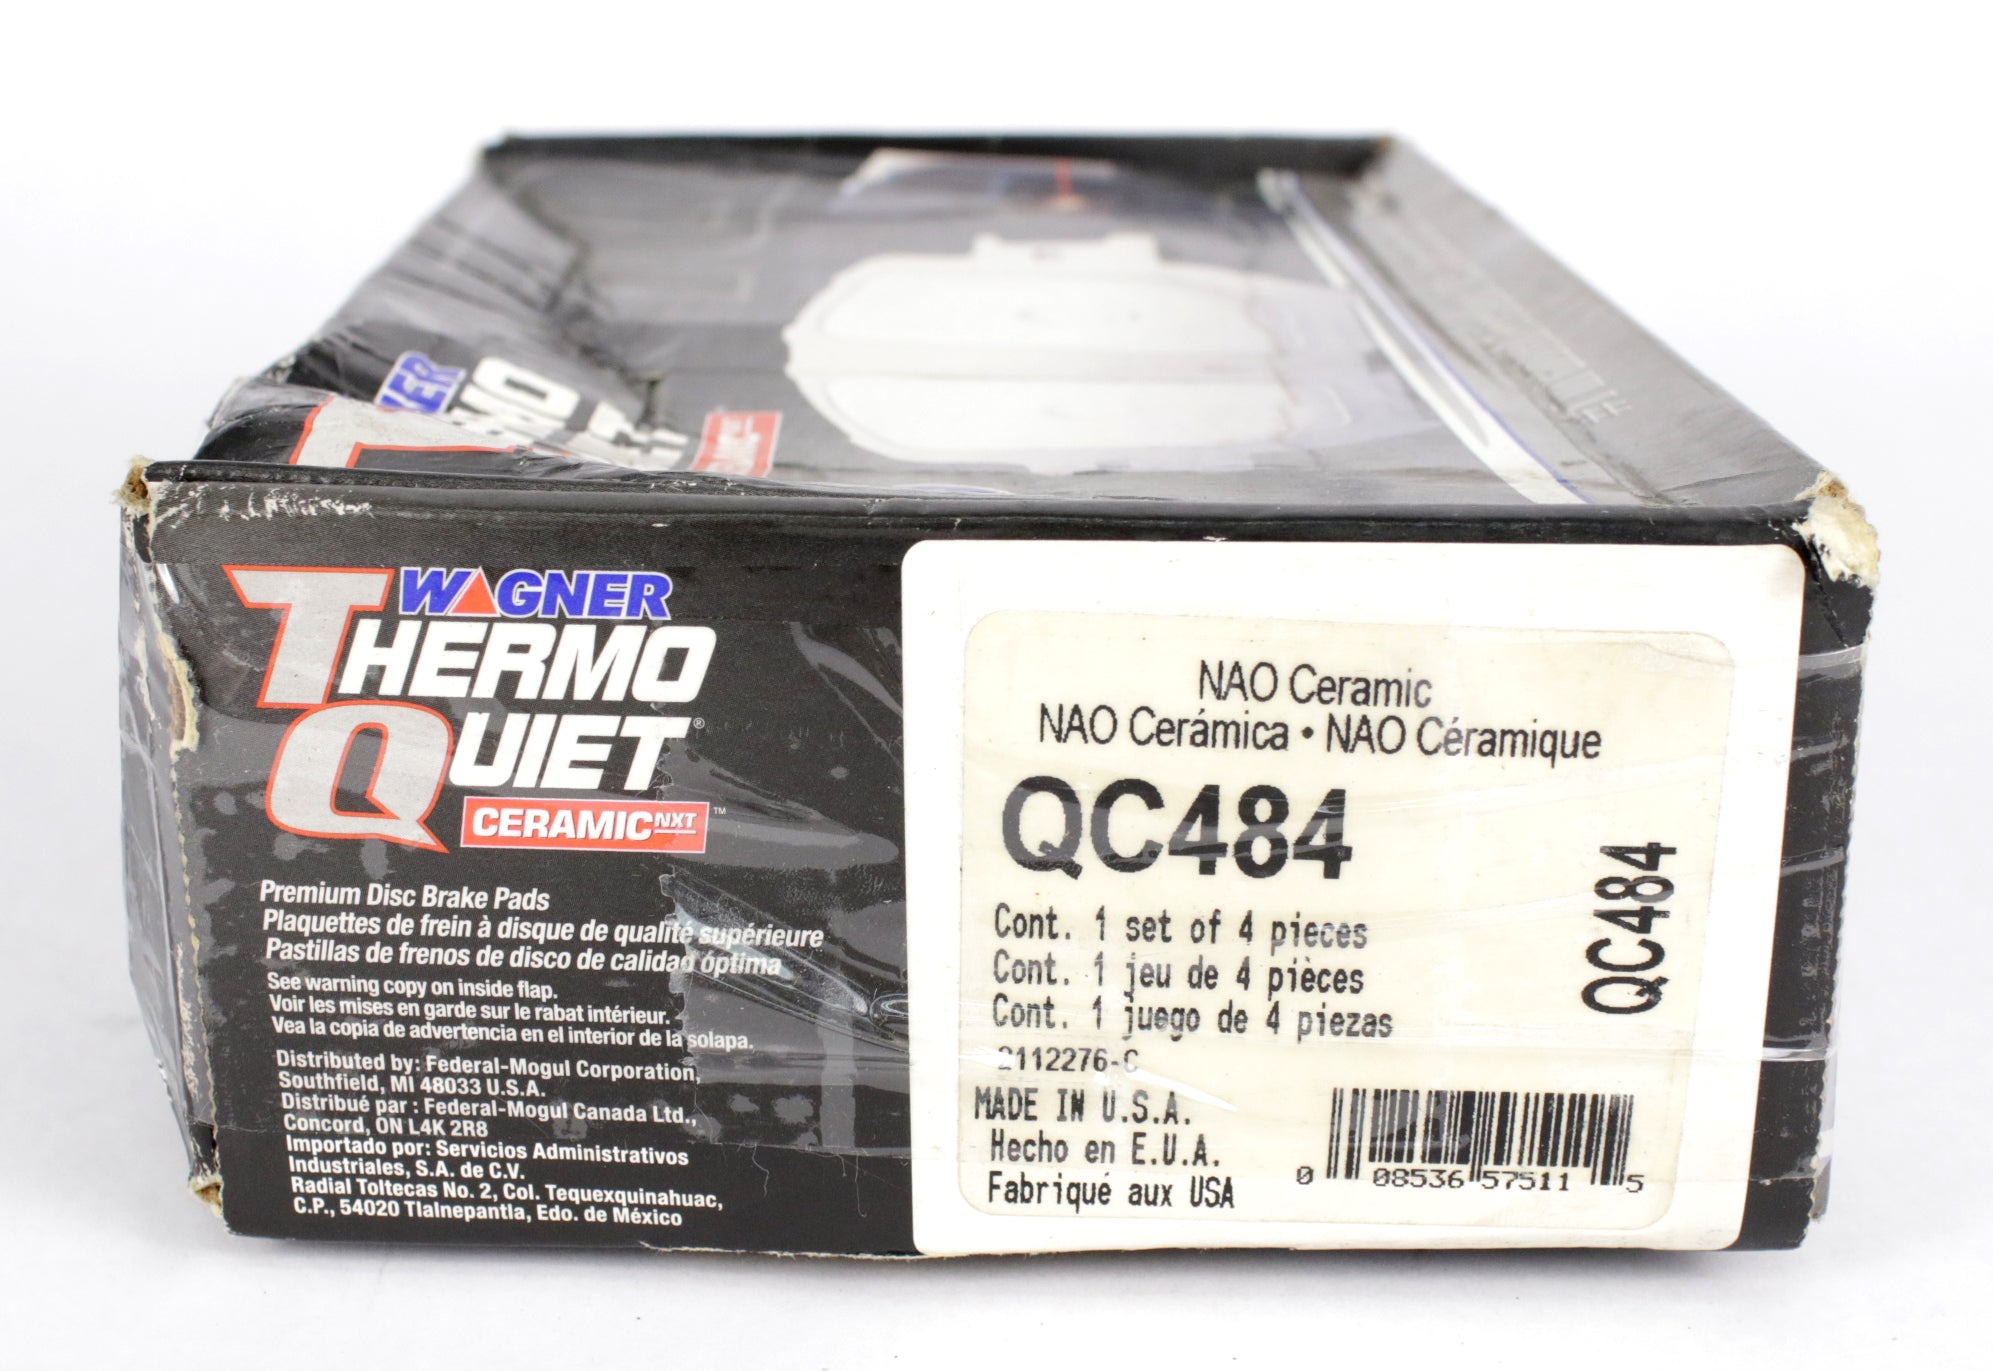 WAGNER
THERMO
QUIET®
CERAMIC NXT™
Premium Disc Brake Pads
Plaquettes de frein à disque de qualité supérieure
Pastillas de frenos de disco de calidad óptima
See warning copy on inside flap.
Voir les mises en garde sur le rabat intérieur.
Vea la copia de advertencia en el interior de la solapa.
Distributed by: Federal-Mogul Corporation,
Southfield, MI 48033 U.S.A.
Distribué par : Federal-Mogul Canada Ltd.,
Concord, ON L4K 2R8
Importado por: Servicios Administrativos
Industriales, S.A. de C.V.
Radial Toltecas No. 2, Col. Tequexquinahuac,
C.P., 54020 Tlalnepantla, Edo. de México
NAO Ceramic
NAO Cerámica • NAO Céramique
QC484
Cont. 1 set of 4 pieces
Cont. 1 jeu de 4 pièces
Cont. 1 juego de 4 piezas
2112276-C
MADE IN U.S.A.
Hecho en E.U.A.
Fabriqué aux USA
0 08536 57511 5
QC484